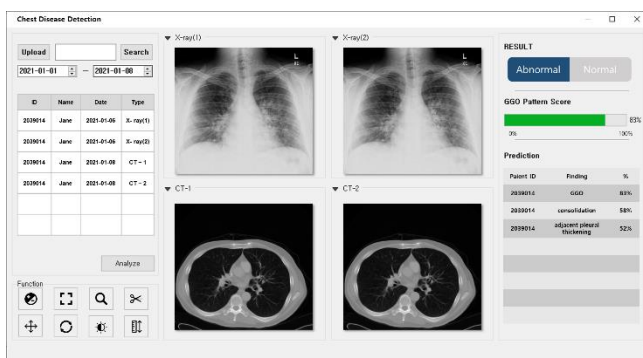 Chest Disease Detection
Upload Search
2021-01-01 - 2021-01-08
ID Name Date Type
2039014 Jane 2021-01-06 X-ray(1)
2039014 Jane 2021-01-06 X-ray(2)
2039014 Jane 2021-01-08 CT-1
2039014 Jane 2021-01-08 CT-2
Analyze
Function
X-ray(1)
L
X-ray(2)
L
CT-1
CT-2
RESULT
Abnormal Normal
GGO Pattern Score
83%
0% 100%
Prediction
Paient ID Finding %
2039014 GGO 83%
2039014 consolidation 58%
2039014 adjacent pleural thickening 52%